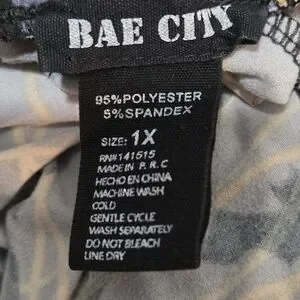 BAE CITY
95%POLYESTER
5%SPANDEX
SIZE: 1X
RN#141515
MADE IN P. R. C
HECHO EN CHINA
MACHINE WASH
COLD
GENTLE CYCLE
WASH SEPARATELY
DO NOT BLEACH
LINE DRY